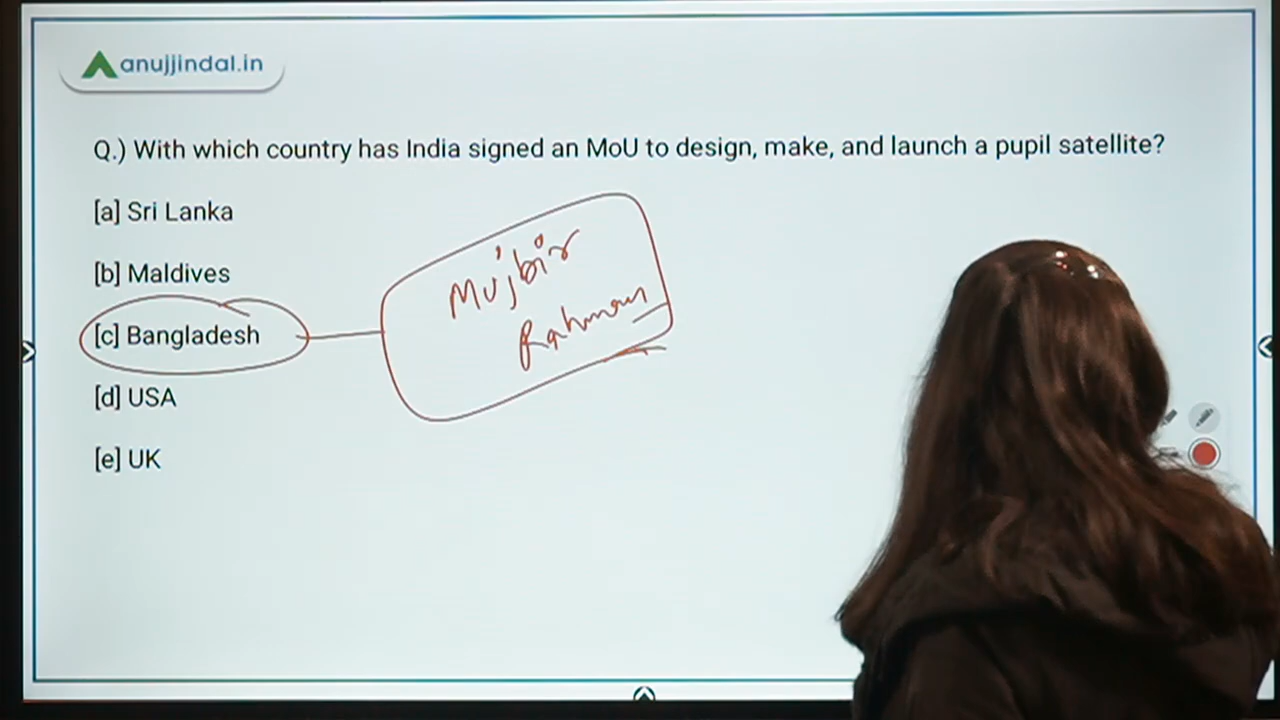 anujjindal.in
Q.) With which country has India signed an MoU to design, make, and launch a pupil satellite?
[a] Sri Lanka
[b] Maldives
[c] Bangladesh
[d] USA
[e] UK
Mujbir
Rahman